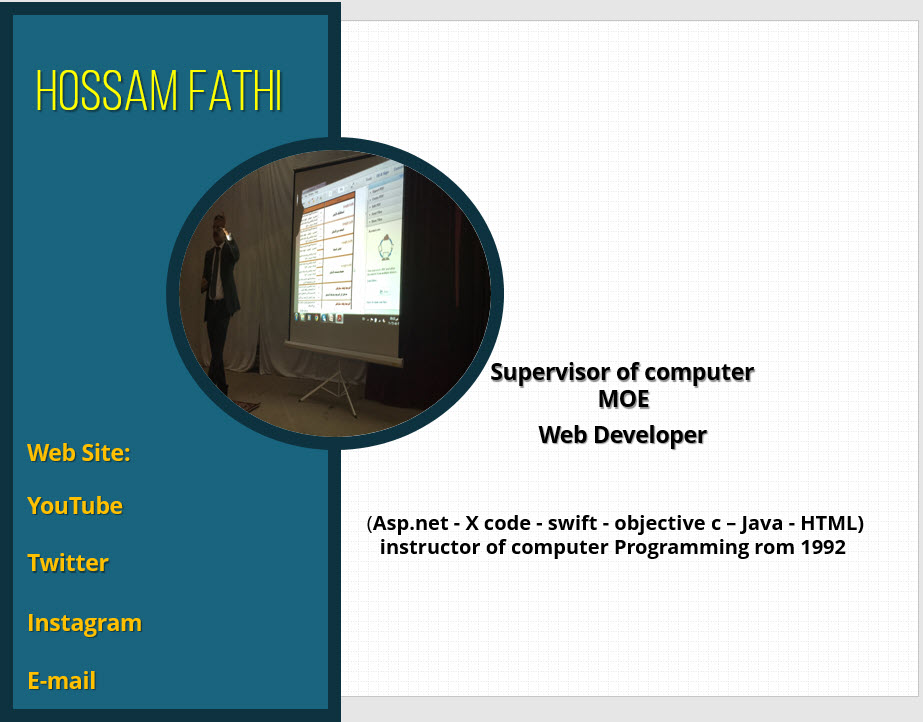 HOSSAM FATHI
Supervisor of computer
MOE
Web Developer
(Asp.net - X code - swift - objective c – Java - HTML)
instructor of computer Programming rom 1992
Web Site:
YouTube
Twitter
Instagram
E-mail